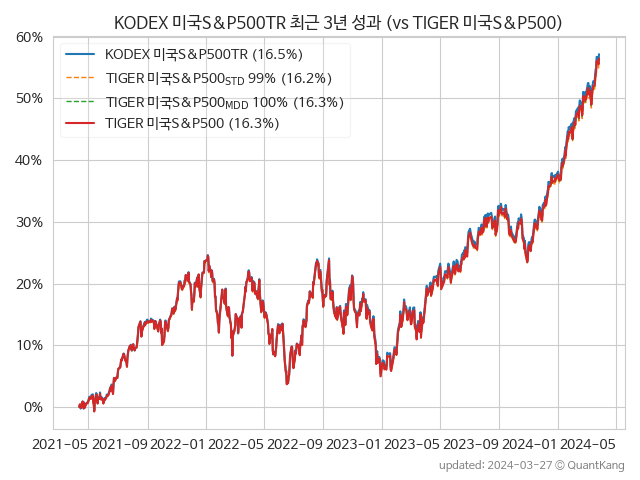 KODEX 미국S&P500TR 최근 3년 성과 (vs TIGER 미국S&P500)
KODEX 미국S&P500TR (16.5%)
TIGER 미국S&P500STD 99% (16.2%)
TIGER 미국S&P500MDD 100% (16.3%)
TIGER 미국S&P500 (16.3%)
60%
50%
40%
30%
20%
10%
0%
2021-05 2021-09 2022-01 2022-05 2022-09 2023-01 2023-05 2023-09 2024-01 2024-05
updated: 2024-03-27 © QuantKang